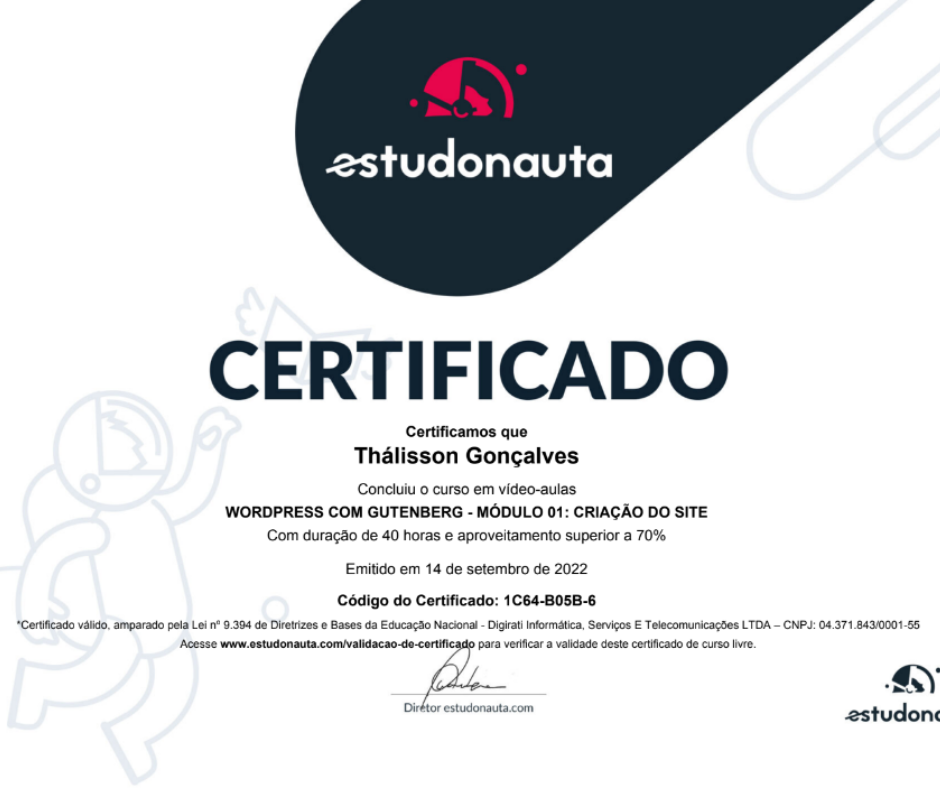 estudonauta
CERTIFICADO
Certificamos que
Thálisson Gonçalves
Concluiu o curso em vídeo-aulas
WORDPRESS COM GUTENBERG - MÓDULO 01: CRIAÇÃO DO SITE
Com duração de 40 horas e aproveitamento superior a 70%
Emitido em 14 de setembro de 2022
Código do Certificado: 1C64-B05B-6
*Certificado válido, amparado pela Lei nº 9.394 de Diretrizes e Bases da Educação Nacional - Digirati Informática, Serviços E Telecomunicações LTDA – CNPJ: 04.371.843/0001-55
Acesse www.estudonauta.com/validacao-de-certificado para verificar a validade deste certificado de curso livre.
Diretor estudonauta.com